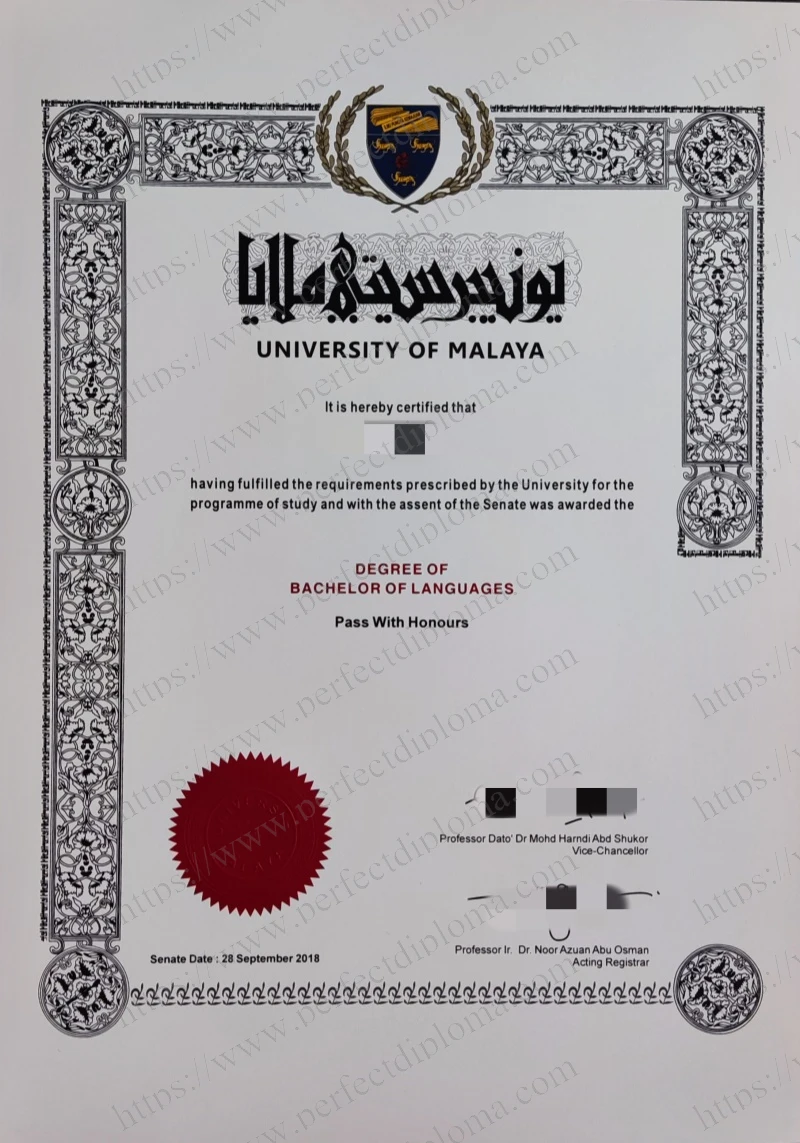 يونيبرسيتي ملايا
UNIVERSITY OF MALAYA
It is hereby certified that
having fulfilled the requirements prescribed by the University for the
programme of study and with the assent of the Senate was awarded the
DEGREE OF
BACHELOR OF LANGUAGES
Pass With Honours
Professor Dato' Dr Mohd Harndi Abd Shukor
Vice-Chancellor
Professor Ir. Dr. Noor Azuan Abu Osman
Acting Registrar
Senate Date : 28 September 2018
https://www.perfectdiploma.com